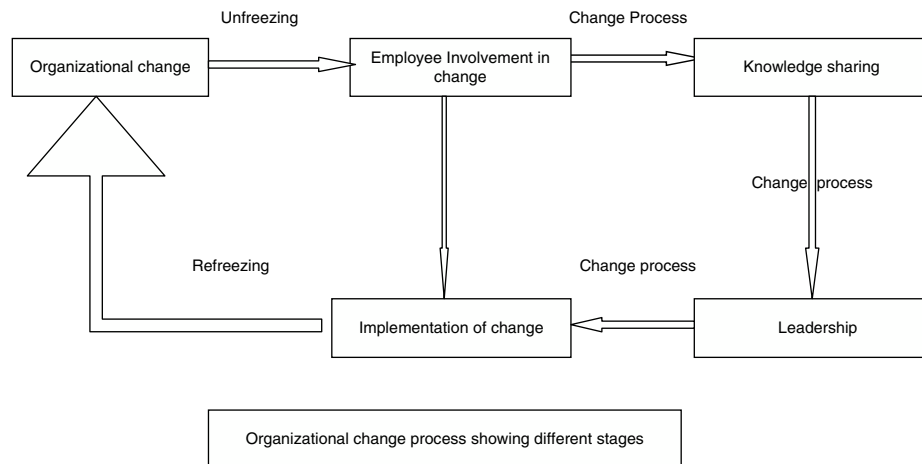 Unfreezing
Change Process
Organizational change
Employee Involvement in
change
Knowledge sharing
Change process
Refreezing
Change process
Implementation of change
Leadership
Organizational change process showing different stages